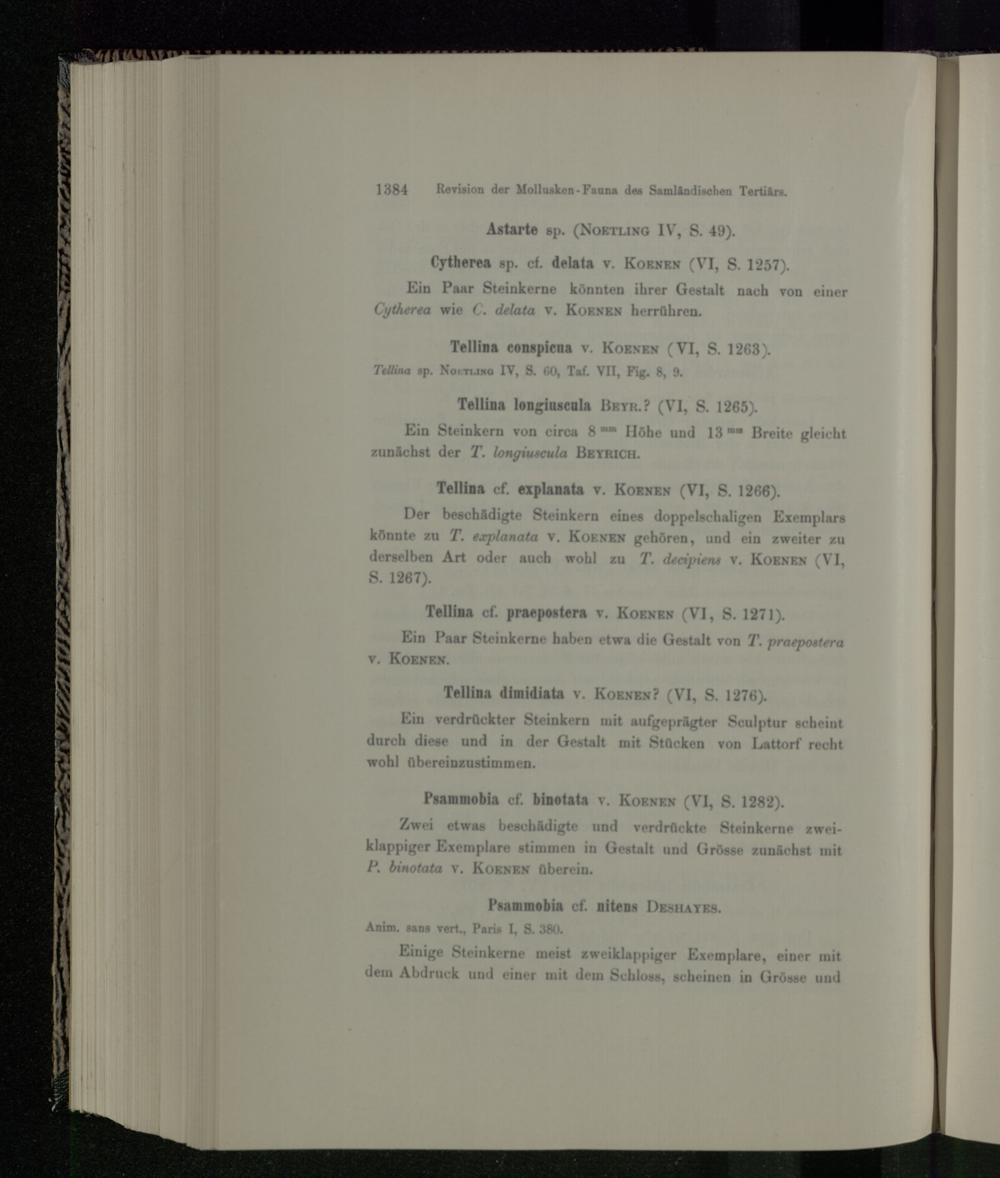 1384 Revision der Mollusken-Fauna des Samländischen Tertiärs.
Astarte sp. (NOETLING IV, S. 49).
Cytherea sp. cf. delata v. KOENEN (VI, S. 1257).
Ein Paar Steinkerne könnten ihrer Gestalt nach von einer
Cytherea wie C. delata v. KOENEN herrühren.
Tellina conspicua v. KOENEN (VI, S. 1263).
Tellina sp. NOETLING IV, S. 60, Taf. VII, Fig. 8, 9.
Tellina longiuscula BEYR.? (VI, S. 1265).
Ein Steinkern von circa 8 mm Höhe und 13 mm Breite gleicht
zunächst der T. longiuscula BEYRICH.
Tellina cf. explanata v. KOENEN (VI, S. 1266).
Der beschädigte Steinkern eines doppelschaligen Exemplars
könnte zu T. explanata v. KOENEN gehören, und ein zweiter zu
derselben Art oder auch wohl zu T. decipiens v. KOENEN (VI,
S. 1267).
Tellina cf. praepostera v. KOENEN (VI, S. 1271).
Ein Paar Steinkerne haben etwa die Gestalt von T. praepostera
v. KOENEN.
Tellina dimidiata v. KOENEN? (VI, S. 1276).
Ein verdrückter Steinkern mit aufgeprägter Sculptur scheint
durch diese und in der Gestalt mit Stücken von Lattorf recht
wohl übereinzustimmen.
Psammobia cf. binotata v. KOENEN (VI, S. 1282).
Zwei etwas beschädigte und verdrückte Steinkerne zwei-
klappiger Exemplare stimmen in Gestalt und Grösse zunächst mit
P. binotata v. KOENEN überein.
Psammobia cf. nitens DESHAYES.
Anim. sans vert., Paris I, S. 380.
Einige Steinkerne meist zweiklappiger Exemplare, einer mit
dem Abdruck und einer mit dem Schloss, scheinen in Grösse und